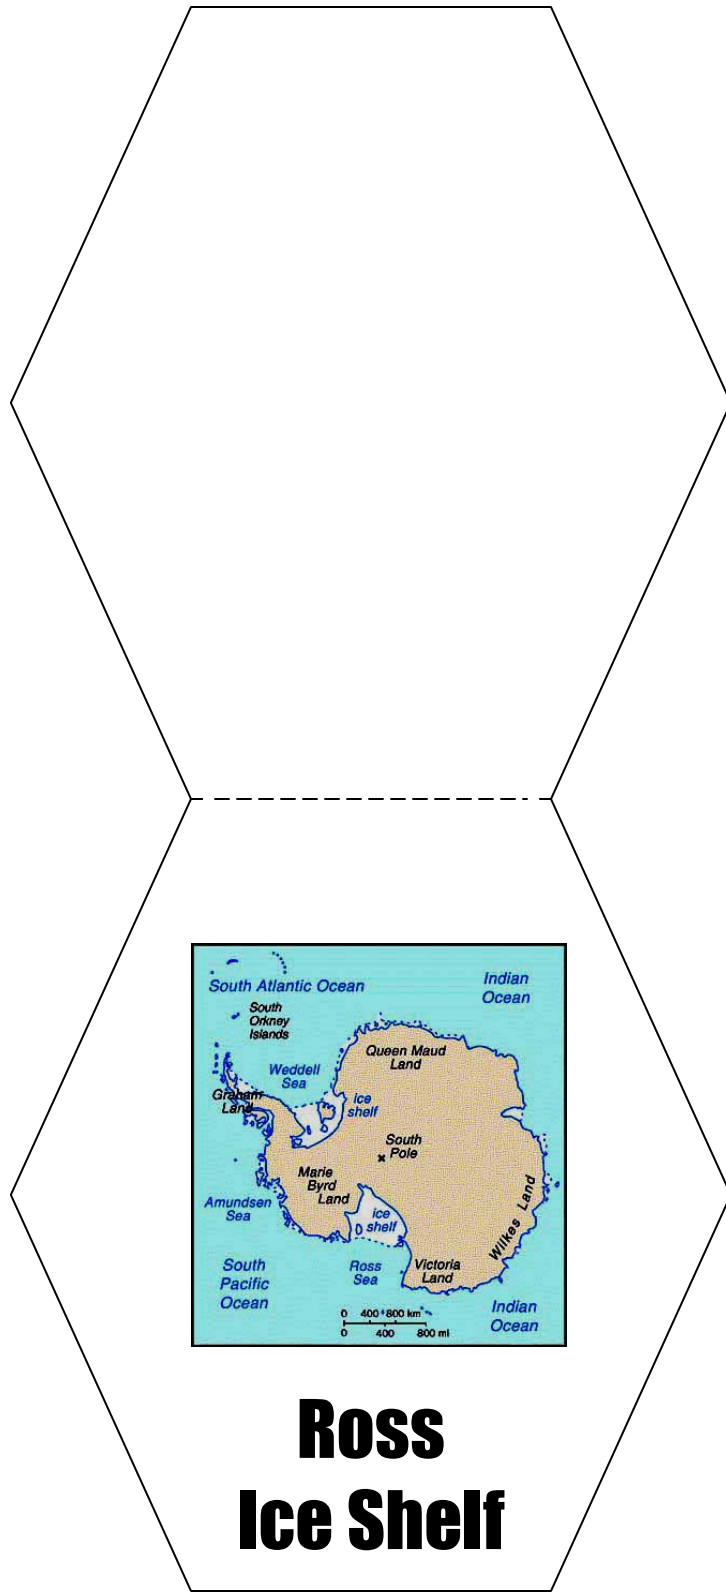 South Atlantic Ocean
Indian
Ocean
South
Orkney
Islands
Queen Maud
Land
Weddell
Sea
Graham
Land
ice
shelf
South
Pole
Marie
Byrd
Land
Amundsen
Sea
ice
shelf
Wilkes Land
South
Pacific
Ocean
Ross
Sea
Victoria
Land
Indian
Ocean
0 400 800 km
0 400 800 mi
Ross
Ice Shelf